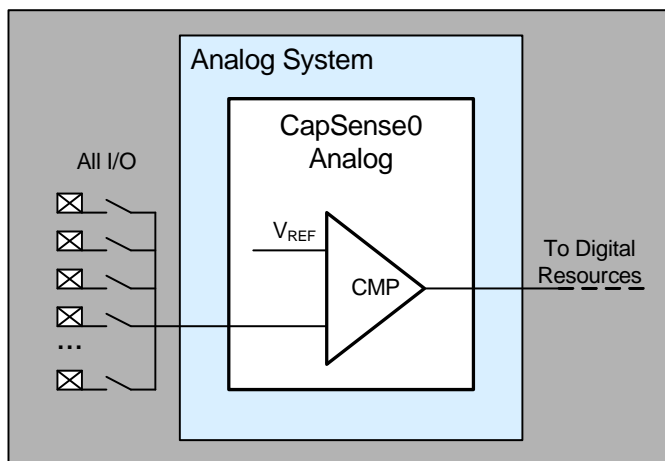 Analog System
CapSense0
Analog
All I/O
V_REF
CMP
To Digital
Resources
...